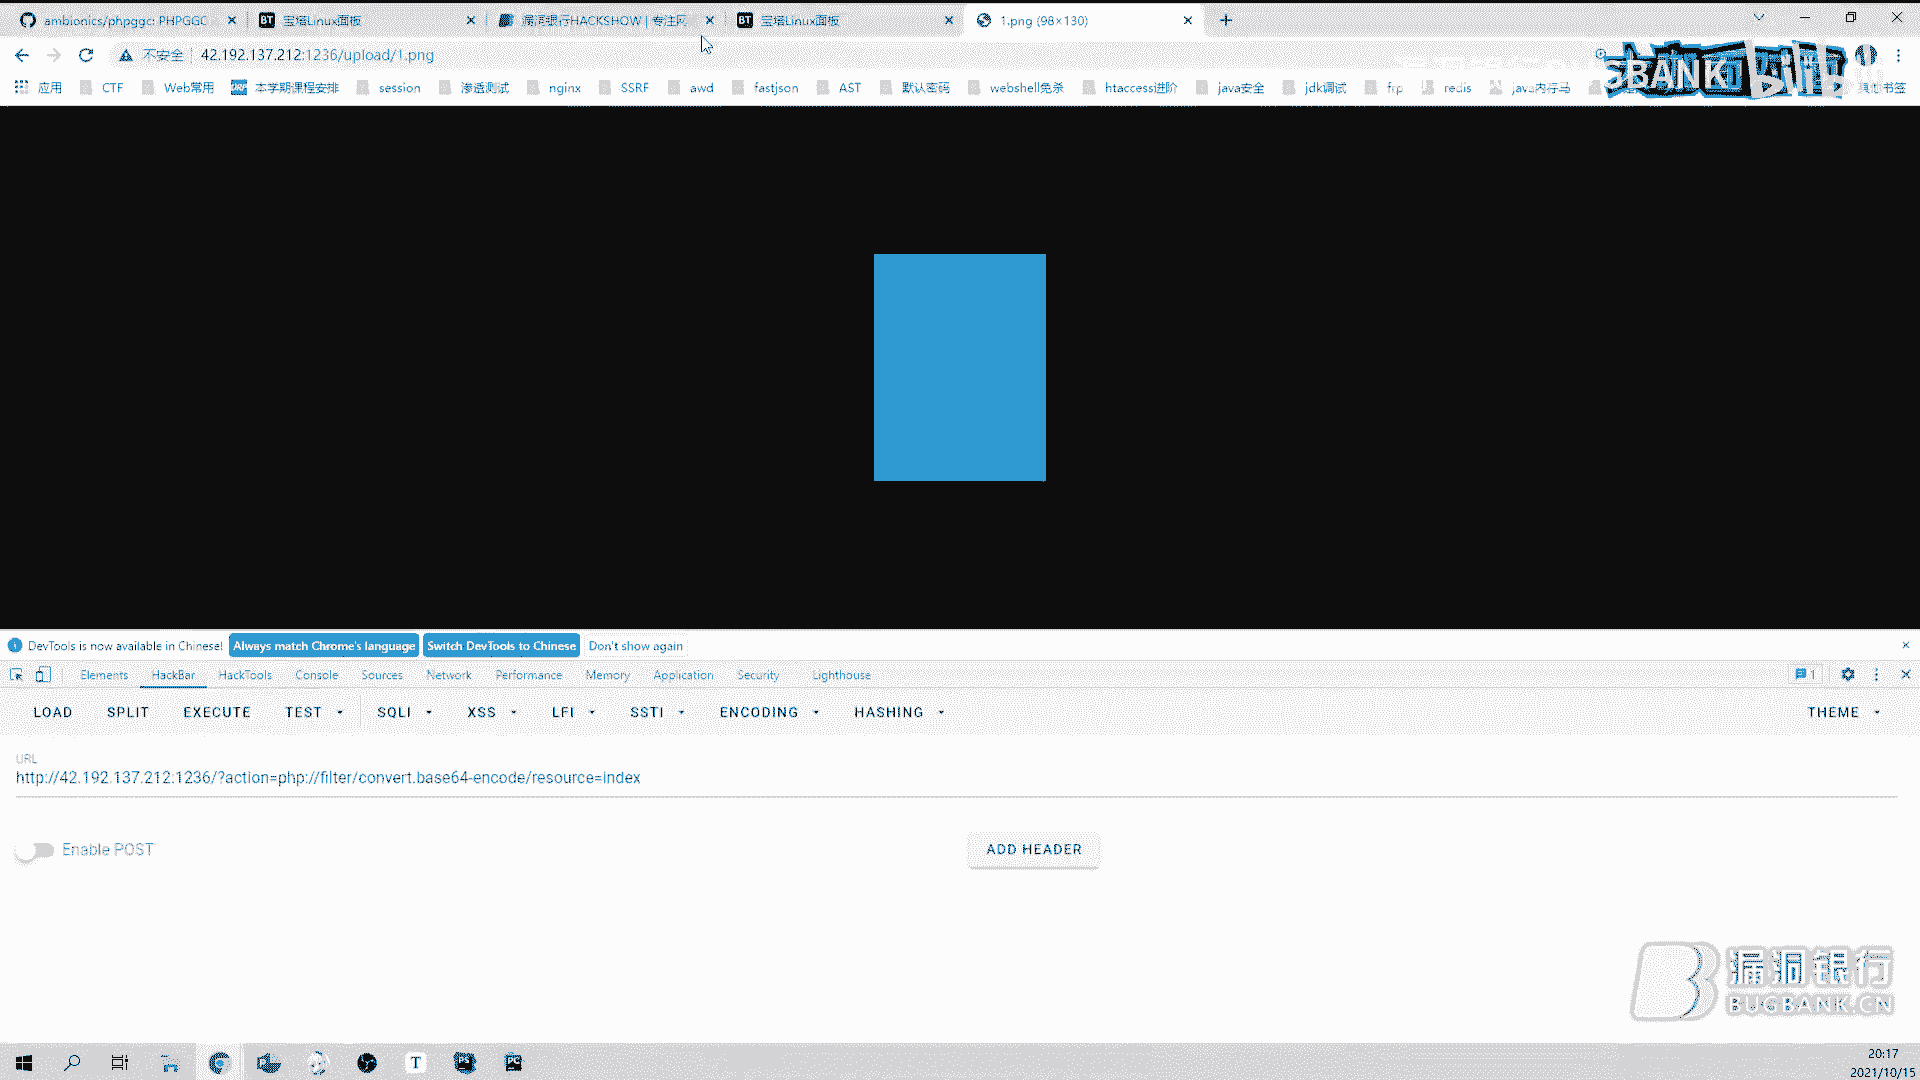 ambionics/phpggc: PHPGGC
宝塔Linux面板
漏洞银行HACKSHOW | 专注网
宝塔Linux面板
1.png (98×130)
不安全 42.192.137.212:1236/upload/1.png
应用 CTF Web常用 本学期课程安排 session 渗透测试 nginx SSRF awd fastjson AST 默认密码 webshell免杀 htaccess进阶 java安全 jdk调试 frp redis java内存马 其他书签
SBANK bilibili
DevTools is now available in Chinese! Always match Chrome's language Switch DevTools to Chinese Don't show again
Elements HackBar HackTools Console Sources Network Performance Memory Application Security Lighthouse 1
LOAD SPLIT EXECUTE TEST SQLI XSS LFI SSTI ENCODING HASHING THEME
URL
http://42.192.137.212:1236/?action=php://filter/convert.base64-encode/resource=index
Enable POST ADD HEADER
漏洞银行
BUGBANK.CN
20:17
2021/10/15